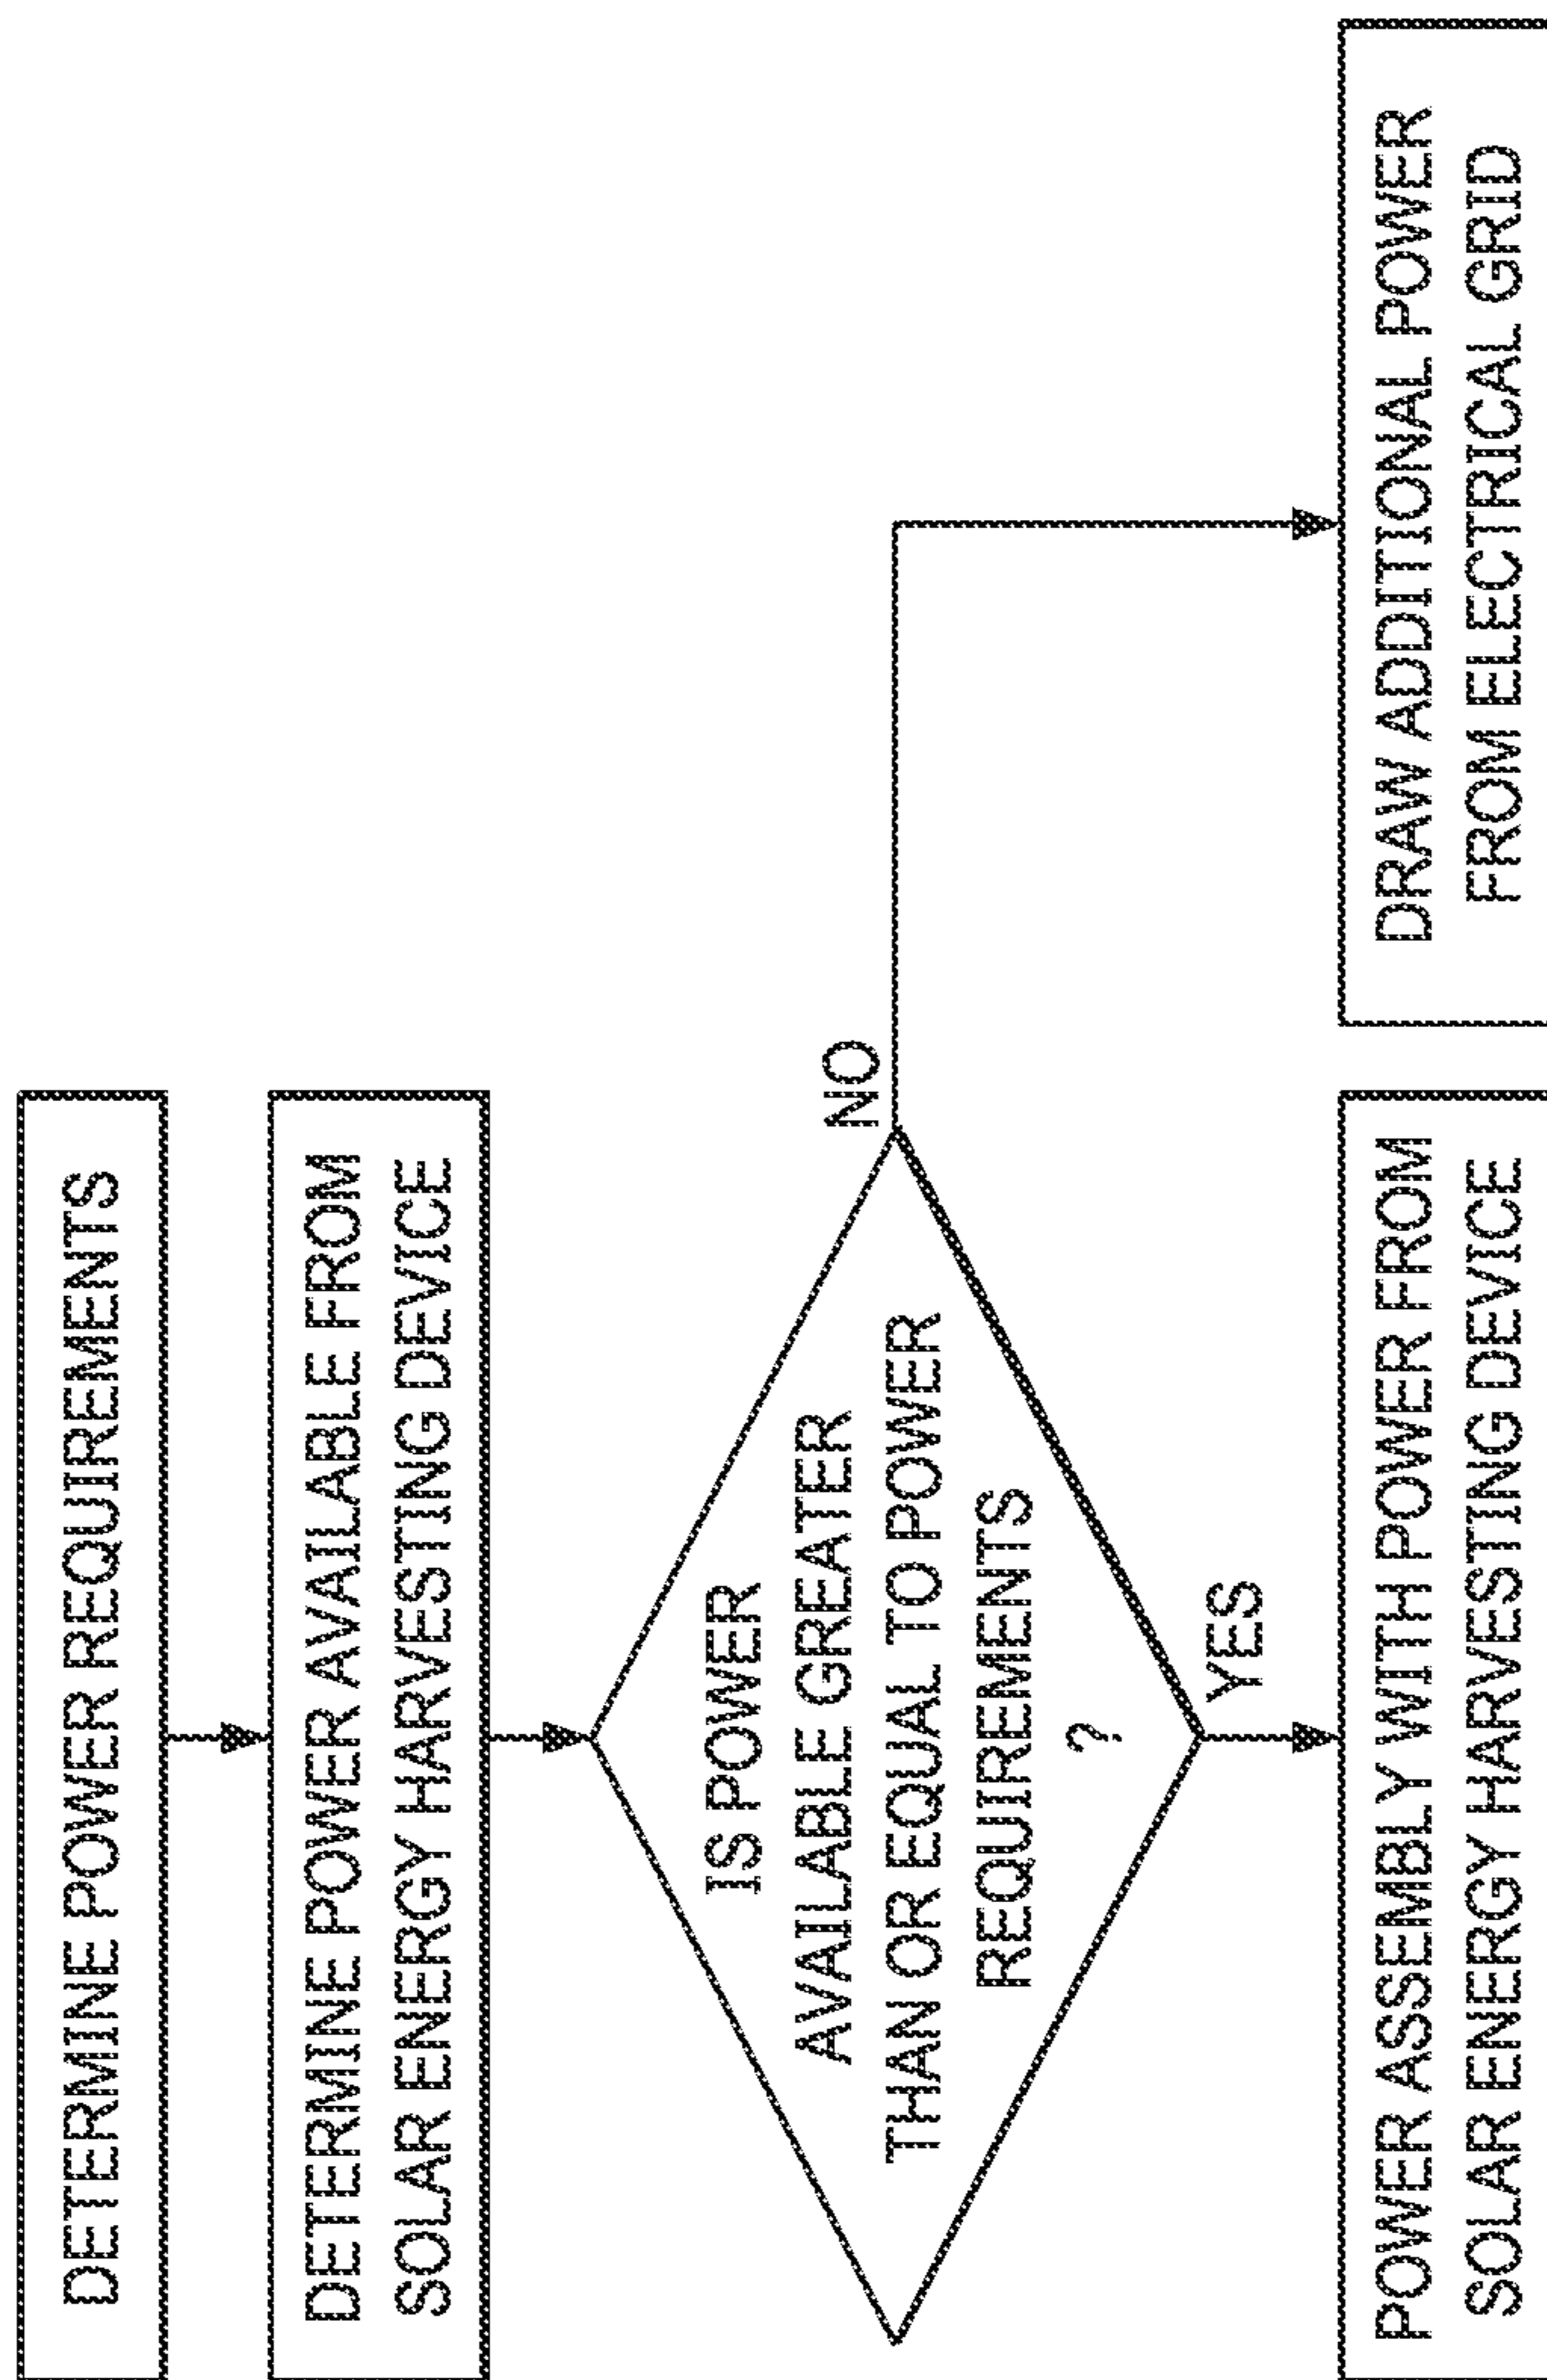 DETERMINE POWER REQUIREMENTS
DETERMINE POWER AVAILABLE FROM
SOLAR ENERGY HARVESTING DEVICE
IS POWER
AVAILABLE GREATER
THAN OR EQUAL TO POWER
REQUIREMENTS
?
NO
YES
POWER ASSEMBLY WITH POWER FROM
SOLAR ENERGY HARVESTING DEVICE
DRAW ADDITIONAL POWER
FROM ELECTRICAL GRID